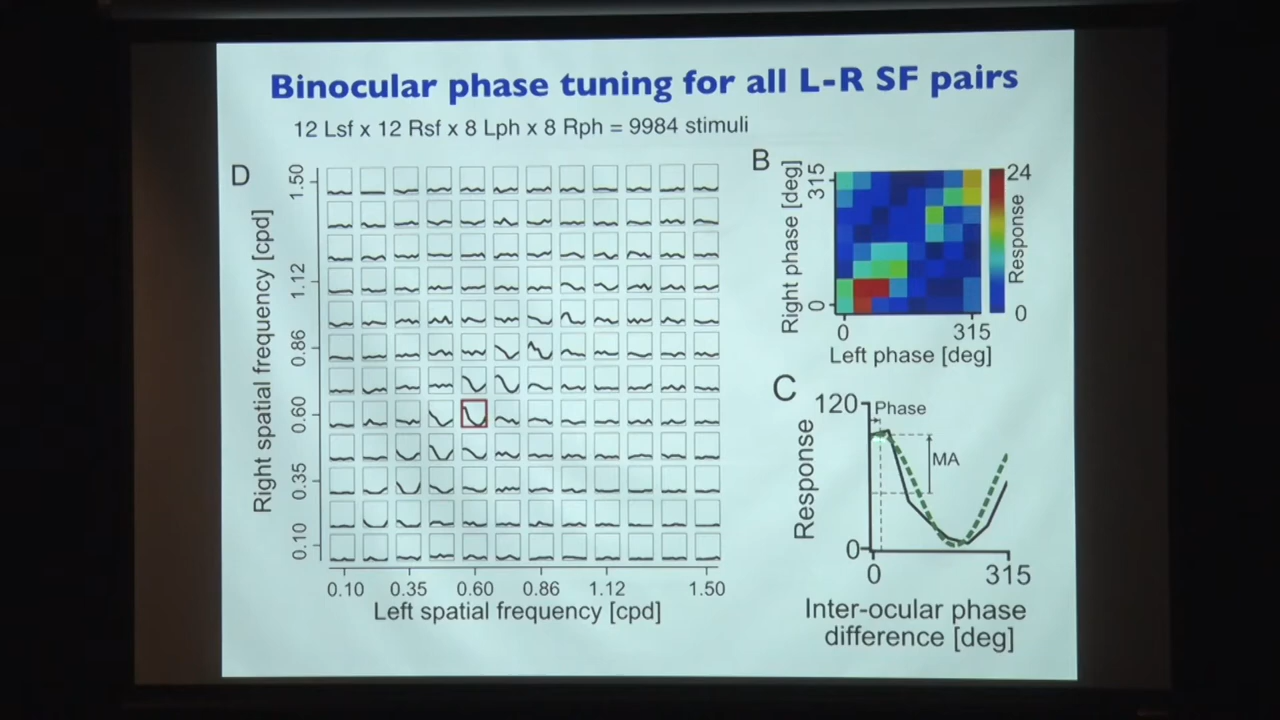 Binocular phase tuning for all L-R SF pairs
12 Lsf x 12 Rsf x 8 Lph x 8 Rph = 9984 stimuli
D
Right spatial frequency [cpd]
1.50
1.12
0.86
0.60
0.35
0.10
0.10 0.35 0.60 0.86 1.12 1.50
Left spatial frequency [cpd]
B
Right phase [deg]
315
0
0 315
Left phase [deg]
24
Response
0
C
120
Response
0
Phase
MA
0 315
Inter-ocular phase
difference [deg]